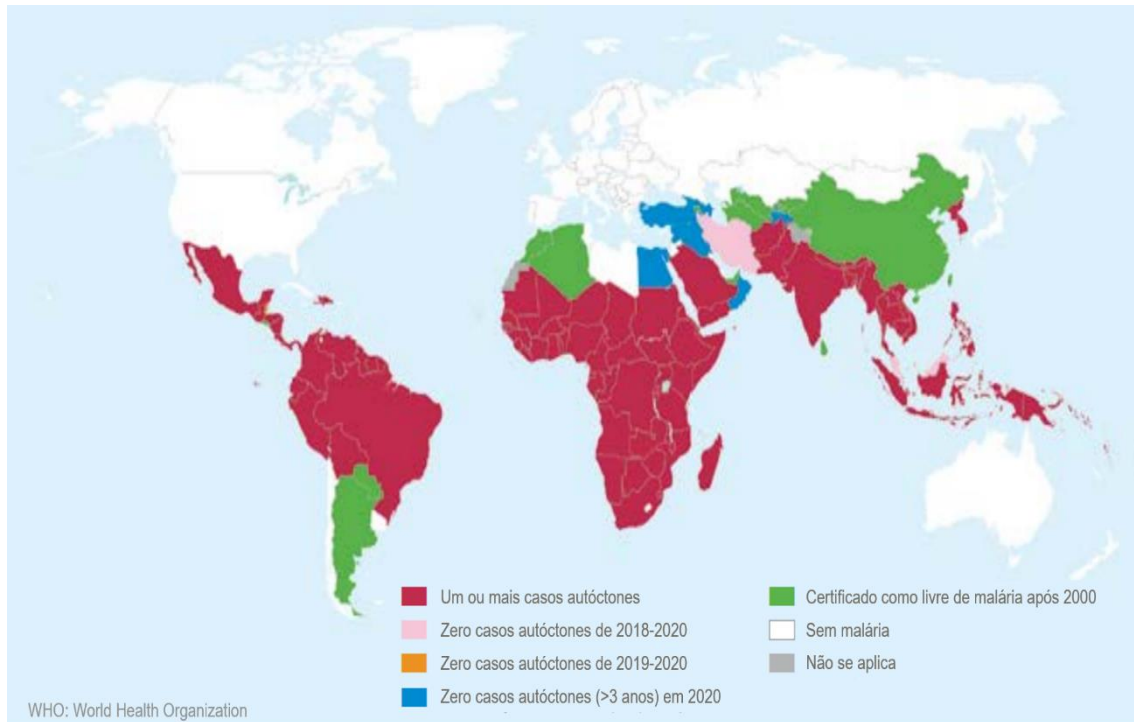 Um ou mais casos autóctones
Zero casos autóctones de 2018-2020
Zero casos autóctones de 2019-2020
Zero casos autóctones (>3 anos) em 2020
Certificado como livre de malária após 2000
Sem malária
Não se aplica
WHO: World Health Organization